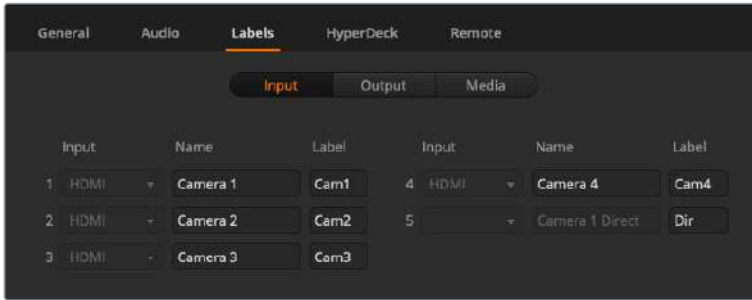 General Audio Labels HyperDeck Remote
Input Output Media
Input Name Label Input Name Label
1 HDMI Camera 1 Cam1 4 HDMI Camera 4 Cam4
2 HDMI Camera 2 Cam2 5 Camera 1 Direct Dir
3 HDMI Camera 3 Cam3